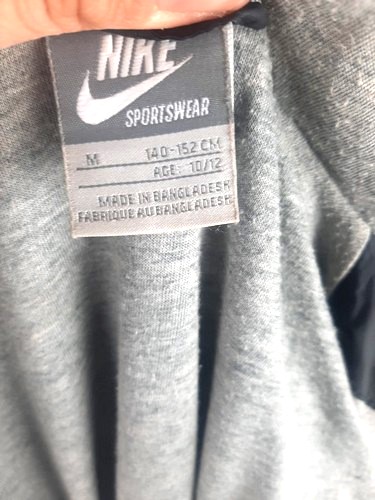 NIKE
SPORTSWEAR
M 140-152 CM
AGE: 10/12
MADE IN BANGLADESH
FABRIQUE AU BANGLADESH